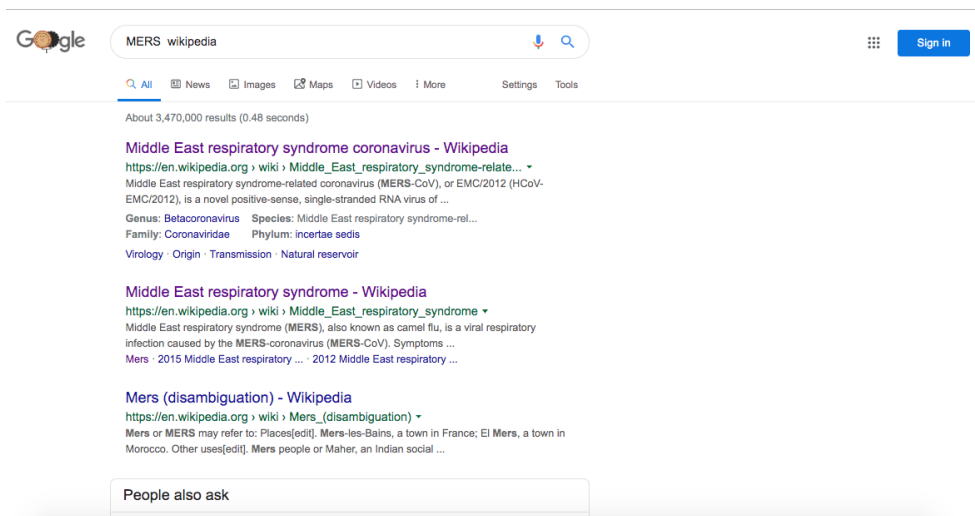 Google
MERS wikipedia
Sign in
All News Images Maps Videos More Settings Tools
About 3,470,000 results (0.48 seconds)
Middle East respiratory syndrome coronavirus - Wikipedia
https://en.wikipedia.org › wiki › Middle_East_respiratory_syndrome-relate...
Middle East respiratory syndrome-related coronavirus (MERS-CoV), or EMC/2012 (HCoV-
EMC/2012), is a novel positive-sense, single-stranded RNA virus of ...
Genus: Betacoronavirus Species: Middle East respiratory syndrome-rel...
Family: Coronaviridae Phylum: incertae sedis
Virology · Origin · Transmission · Natural reservoir
Middle East respiratory syndrome - Wikipedia
https://en.wikipedia.org › wiki › Middle_East_respiratory_syndrome
Middle East respiratory syndrome (MERS), also known as camel flu, is a viral respiratory
infection caused by the MERS-coronavirus (MERS-CoV). Symptoms ...
Mers · 2015 Middle East respiratory ... · 2012 Middle East respiratory ...
Mers (disambiguation) - Wikipedia
https://en.wikipedia.org › wiki › Mers_(disambiguation)
Mers or MERS may refer to: Places[edit]. Mers-les-Bains, a town in France; El Mers, a town in
Morocco. Other uses[edit]. Mers people or Maher, an Indian social ...
People also ask